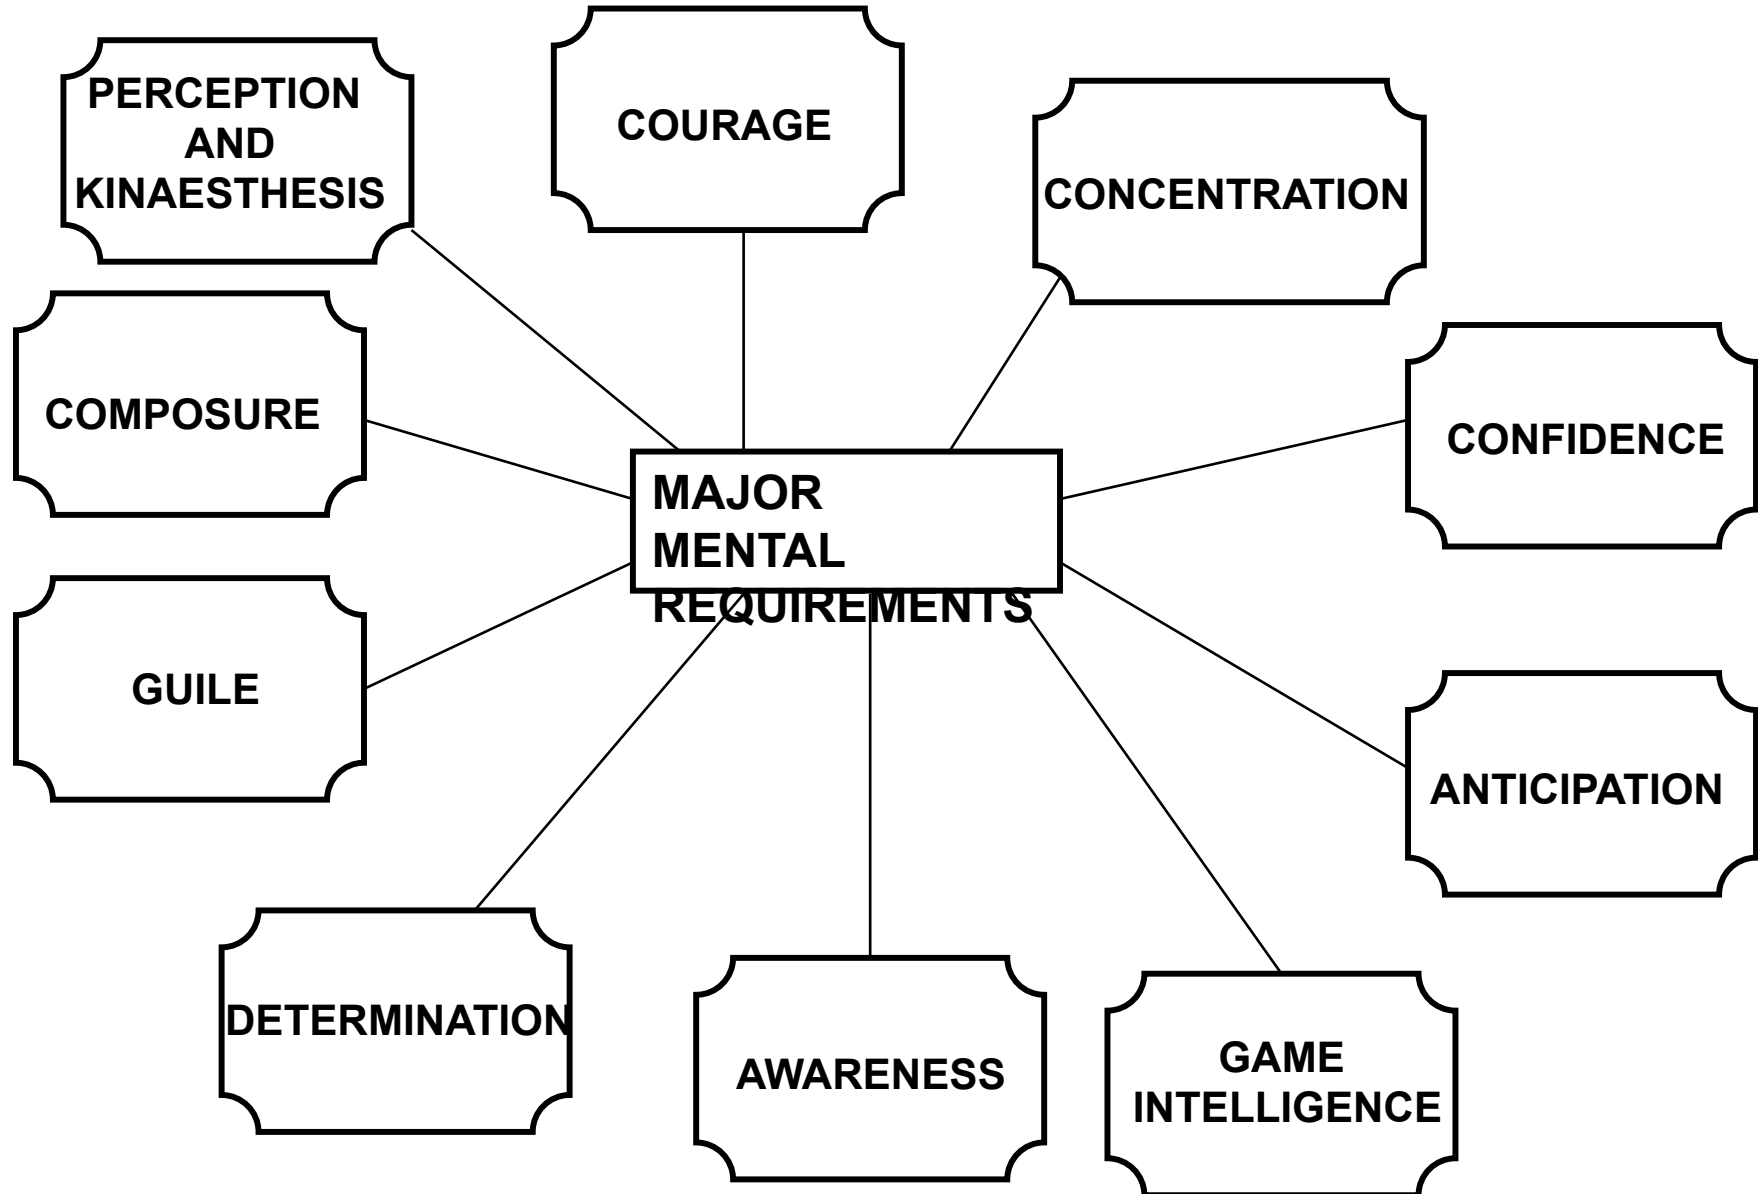 PERCEPTION
AND
KINAESTHESIS
COURAGE
CONCENTRATION
COMPOSURE
CONFIDENCE
MAJOR
MENTAL
REQUIREMENTS
GUILE
ANTICIPATION
DETERMINATION
AWARENESS
GAME
INTELLIGENCE